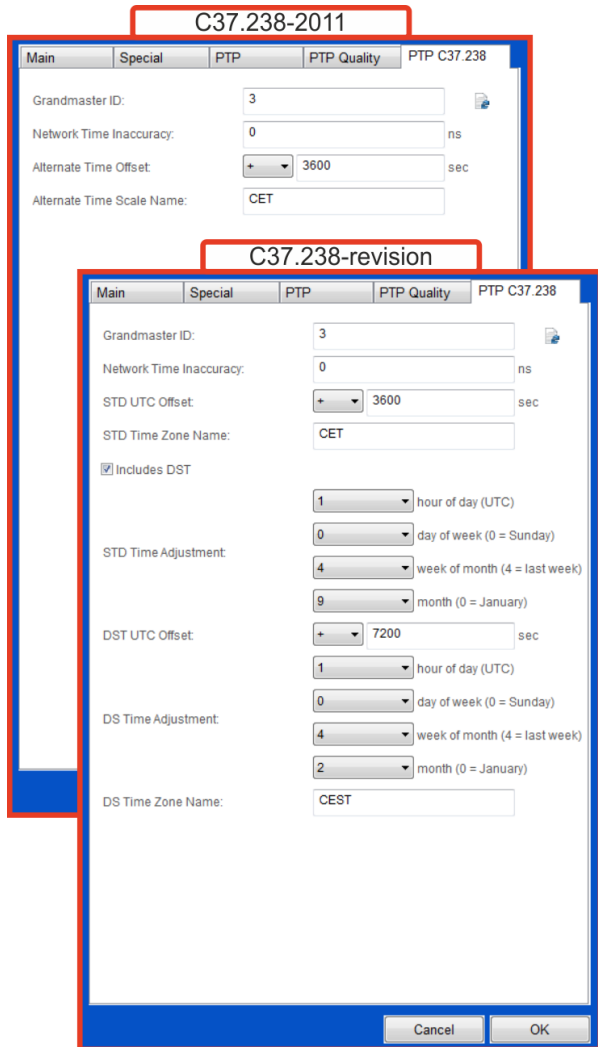 C37.238-2011
Main Special PTP PTP Quality PTP C37.238
Grandmaster ID: 3
Network Time Inaccuracy: 0 ns
Alternate Time Offset: + 3600 sec
Alternate Time Scale Name: CET
C37.238-revision
Main Special PTP PTP Quality PTP C37.238
Grandmaster ID: 3
Network Time Inaccuracy: 0 ns
STD UTC Offset: + 3600 sec
STD Time Zone Name: CET
Includes DST
1 hour of day (UTC)
0 day of week (0 = Sunday)
STD Time Adjustment:
4 week of month (4 = last week)
9 month (0 = January)
DST UTC Offset: + 7200 sec
1 hour of day (UTC)
0 day of week (0 = Sunday)
DS Time Adjustment:
4 week of month (4 = last week)
2 month (0 = January)
DS Time Zone Name: CEST
Cancel OK